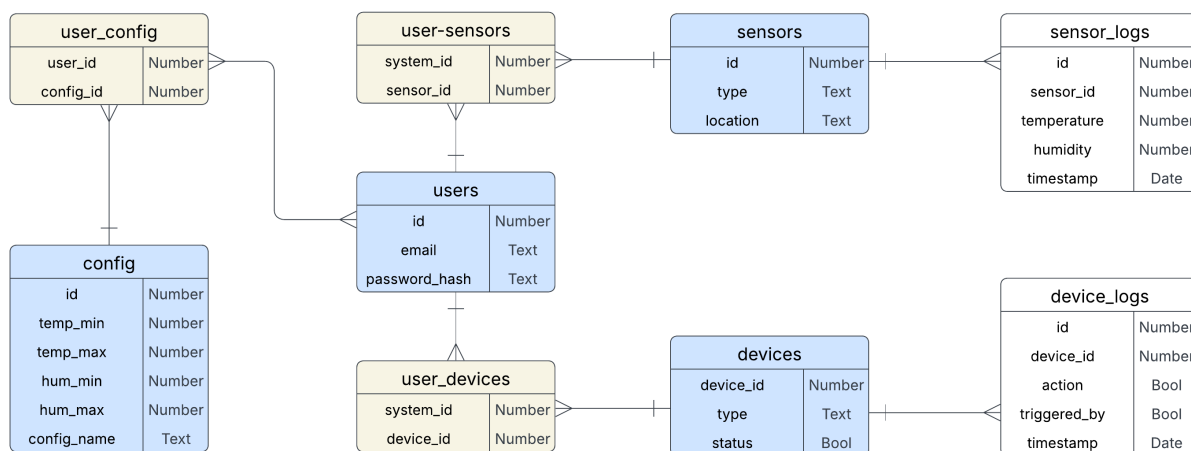 user_config
user_id Number
config_id Number
user-sensors
system_id Number
sensor_id Number
sensors
id Number
type Text
location Text
sensor_logs
id Number
sensor_id Number
temperature Number
humidity Number
timestamp Date
users
id Number
email Text
password_hash Text
config
id Number
temp_min Number
temp_max Number
hum_min Number
hum_max Number
config_name Text
user_devices
system_id Number
device_id Number
devices
device_id Number
type Text
status Bool
device_logs
id Number
device_id Number
action Bool
triggered_by Bool
timestamp Date